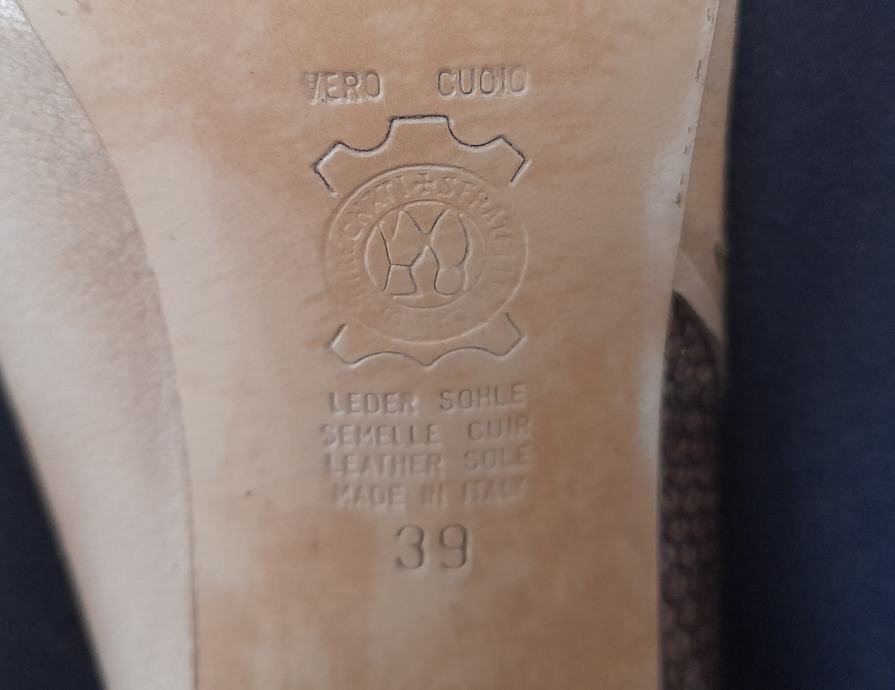 VERO CUOIO
LEDER SOHLE
SEMELLE CUIR
LEATHER SOLE
MADE IN ITALY
39